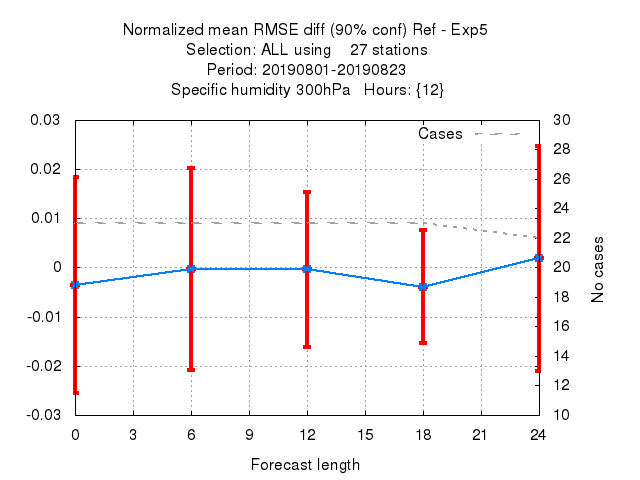 Normalized mean RMSE diff (90% conf) Ref - Exp5
Selection: ALL using    27 stations
Period: 20190801-20190823
Specific humidity 300hPa   Hours: {12}
Cases
0.03
0.02
0.01
0
-0.01
-0.02
-0.03
30
28
26
24
22
20
18
16
14
12
10
No cases
0 3 6 9 12 15 18 21 24
Forecast length